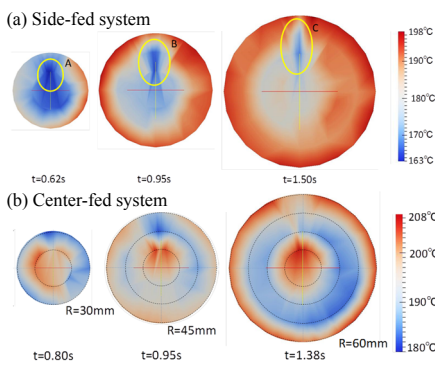 (a) Side-fed system
A
B
C
198℃
190℃
180℃
170℃
163℃
t=0.62s
t=0.95s
t=1.50s
(b) Center-fed system
208℃
200℃
190℃
180℃
R=30mm
R=45mm
R=60mm
t=0.80s
t=0.95s
t=1.38s